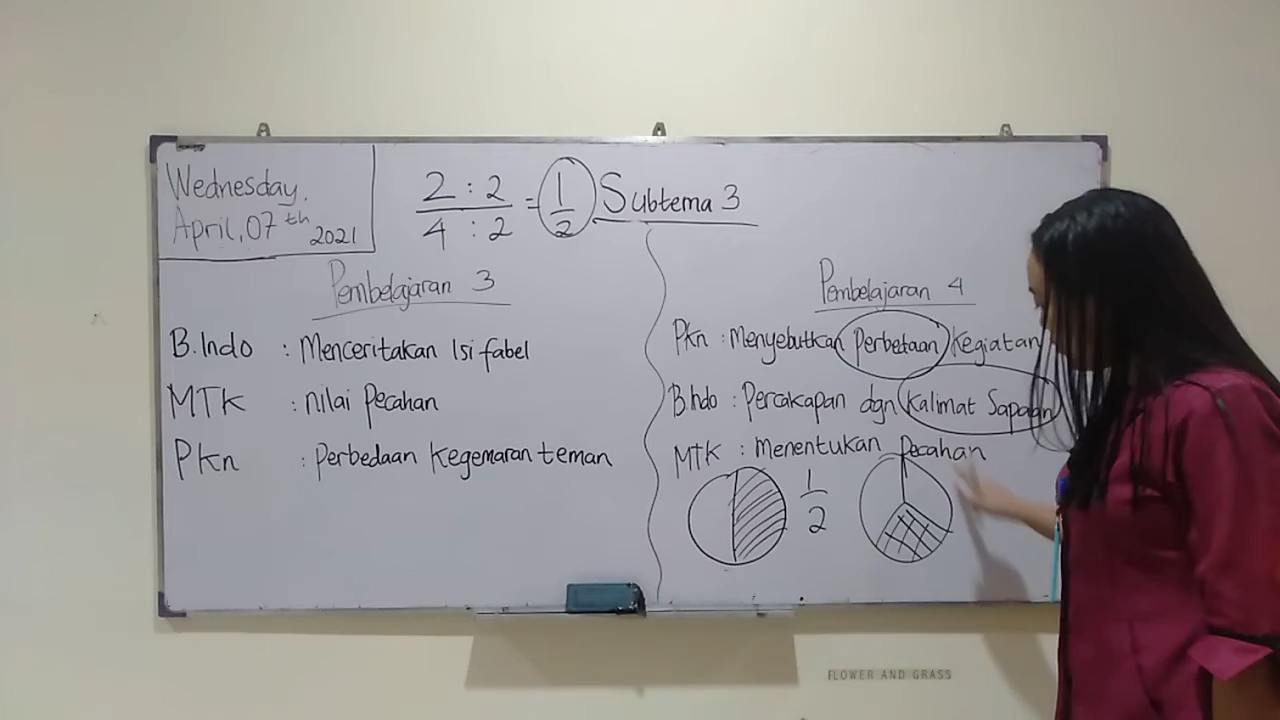 Wednesday.
April, 07th 2021
2 : 2
4 : 2
= 1/2
Subtema 3
Pembelajaran 3
B.Indo : Menceritakan Isi fabel
MTK : nilai Pecahan
PKn : Perbedaan Kegemaran teman
Pembelajaran 4
Pkn : Menyebutkan Perbedaan Kegiatan
B.Indo : Percakapan dgn Kalimat Sapaan
MTK : Menentukan Pecahan
1/2
FLOWER AND GRASS